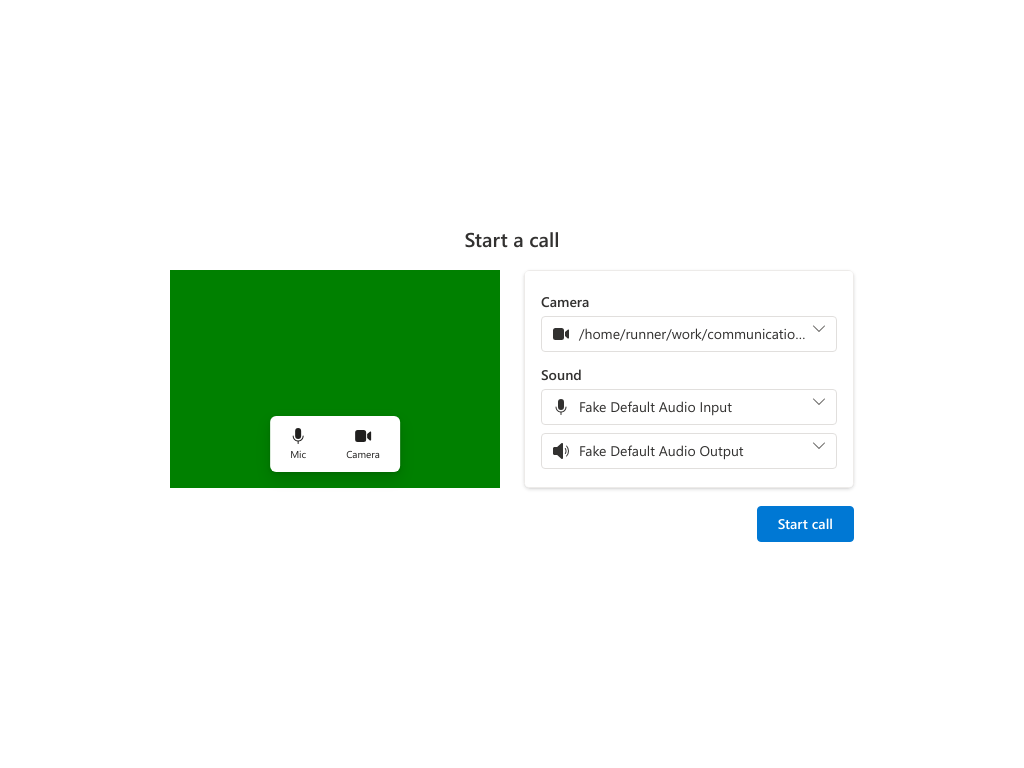 Start a call
Mic
Camera
Camera
/home/runner/work/communicatio...
Sound
Fake Default Audio Input
Fake Default Audio Output
Start call